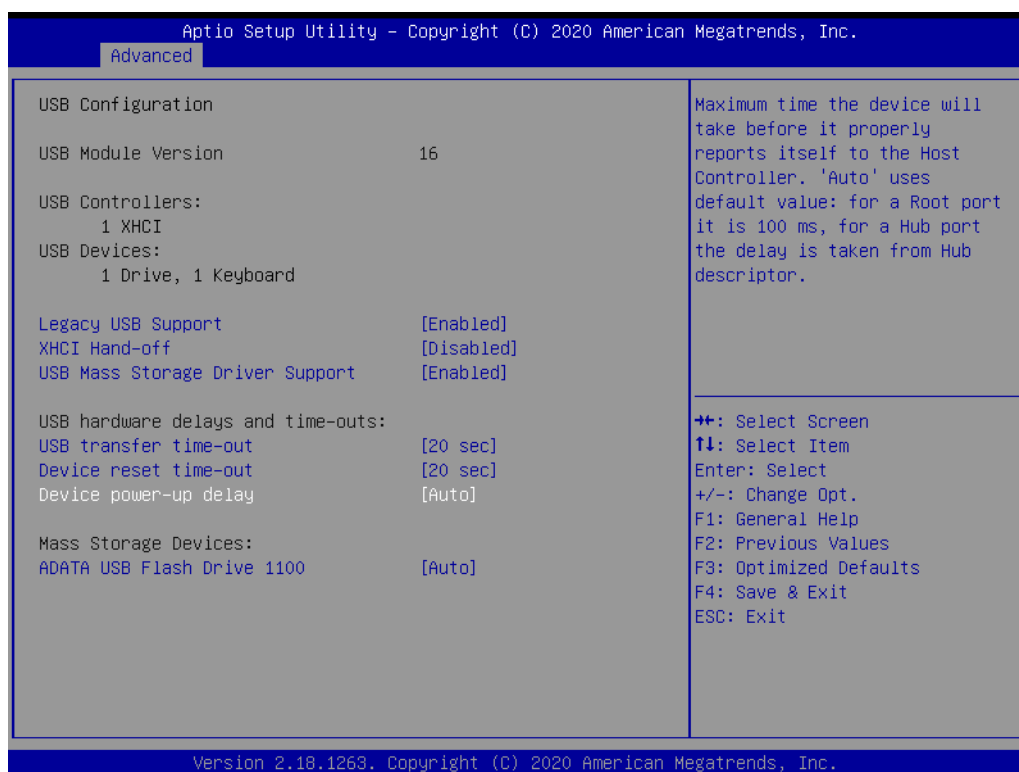 Aptio Setup Utility – Copyright (C) 2020 American Megatrends, Inc.
Advanced
USB Configuration
USB Module Version 16
USB Controllers:
1 XHCI
USB Devices:
1 Drive, 1 Keyboard
Legacy USB Support [Enabled]
XHCI Hand-off [Disabled]
USB Mass Storage Driver Support [Enabled]
USB hardware delays and time-outs:
USB transfer time-out [20 sec]
Device reset time-out [20 sec]
Device power-up delay [Auto]
Mass Storage Devices:
ADATA USB Flash Drive 1100 [Auto]
Maximum time the device will
take before it properly
reports itself to the Host
Controller. 'Auto' uses
default value: for a Root port
it is 100 ms, for a Hub port
the delay is taken from Hub
descriptor.
→←: Select Screen
↑↓: Select Item
Enter: Select
+/-: Change Opt.
F1: General Help
F2: Previous Values
F3: Optimized Defaults
F4: Save & Exit
ESC: Exit
Version 2.18.1263. Copyright (C) 2020 American Megatrends, Inc.